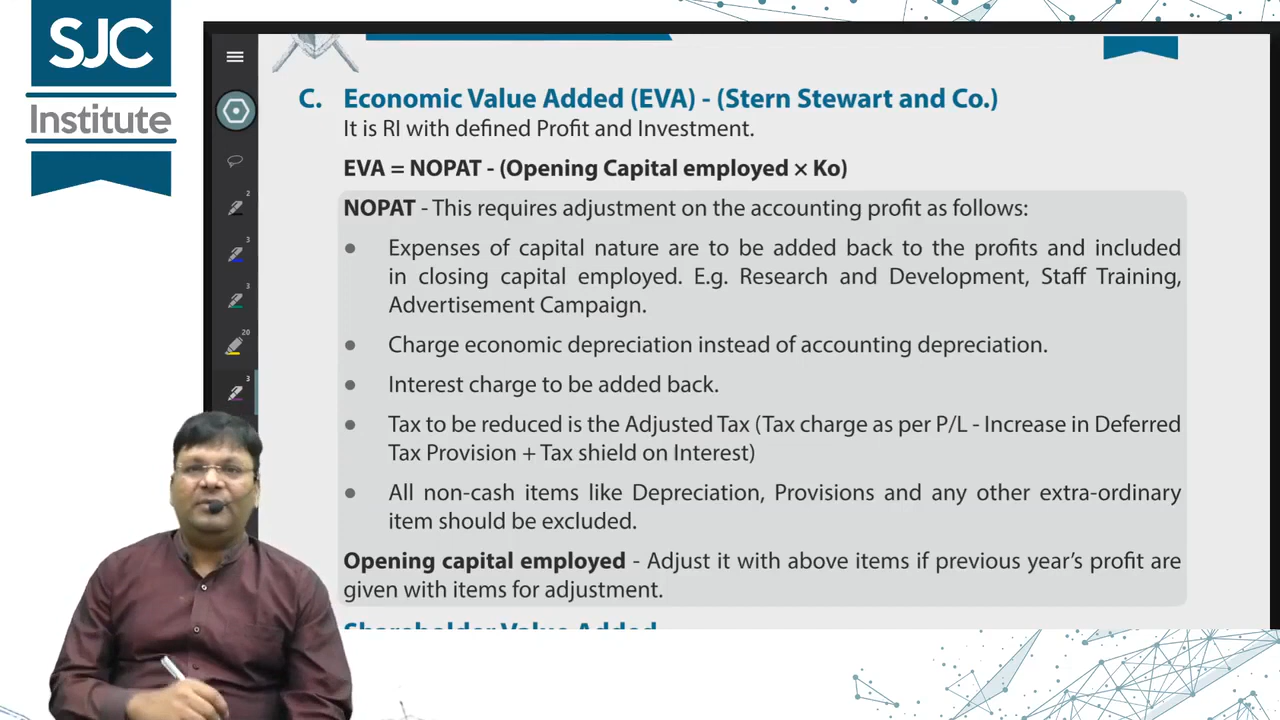 SJC
Institute
C. Economic Value Added (EVA) - (Stern Stewart and Co.)
It is RI with defined Profit and Investment.
EVA = NOPAT - (Opening Capital employed × Ko)
NOPAT - This requires adjustment on the accounting profit as follows:
● Expenses of capital nature are to be added back to the profits and included
in closing capital employed. E.g. Research and Development, Staff Training,
Advertisement Campaign.
● Charge economic depreciation instead of accounting depreciation.
● Interest charge to be added back.
● Tax to be reduced is the Adjusted Tax (Tax charge as per P/L - Increase in Deferred
Tax Provision + Tax shield on Interest)
● All non-cash items like Depreciation, Provisions and any other extra-ordinary
item should be excluded.
Opening capital employed - Adjust it with above items if previous year's profit are
given with items for adjustment.
Shareholder Value Added
2
3
3
20
3